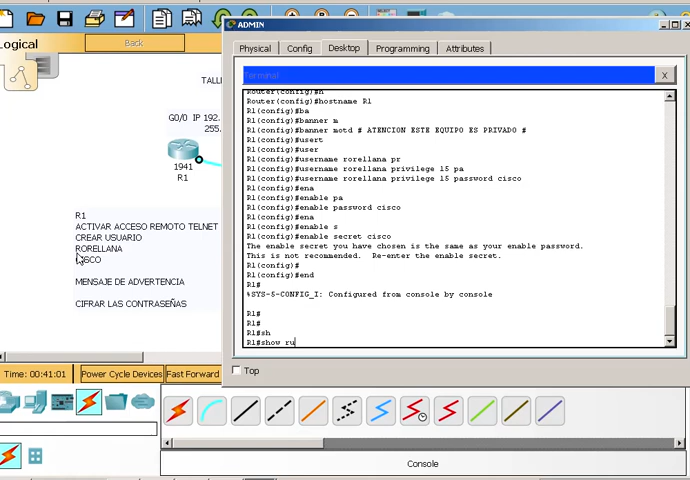 ADMIN
Logical
Back
Physical
Config
Desktop
Programming
Attributes
Terminal
X
TALL
G0/0 IP 192.
255.
1941
R1
Router(config)#h
Router(config)#hostname R1
R1(config)#ba
R1(config)#banner m
R1(config)#banner motd # ATENCION ESTE EQUIPO ES PRIVADO #
R1(config)#usert
R1(config)#user
R1(config)#username rorellana pr
R1(config)#username rorellana privilege 15 pa
R1(config)#username rorellana privilege 15 password cisco
R1(config)#ena
R1(config)#enable pa
R1(config)#enable password cisco
R1(config)#ena
R1(config)#enable s
R1(config)#enable secret cisco
The enable secret you have chosen is the same as your enable password.
This is not recommended.  Re-enter the enable secret.
R1(config)#
R1(config)#end
R1#
%SYS-5-CONFIG_I: Configured from console by console
R1#
R1#
R1#sh
R1#show ru
R1
ACTIVAR ACCESO REMOTO TELNET
CREAR USUARIO
RORELLANA
CISCO
MENSAJE DE ADVERTENCIA
CIFRAR LAS CONTRASEÑAS
Top
Time: 00:41:01
Power Cycle Devices
Fast Forward
Console